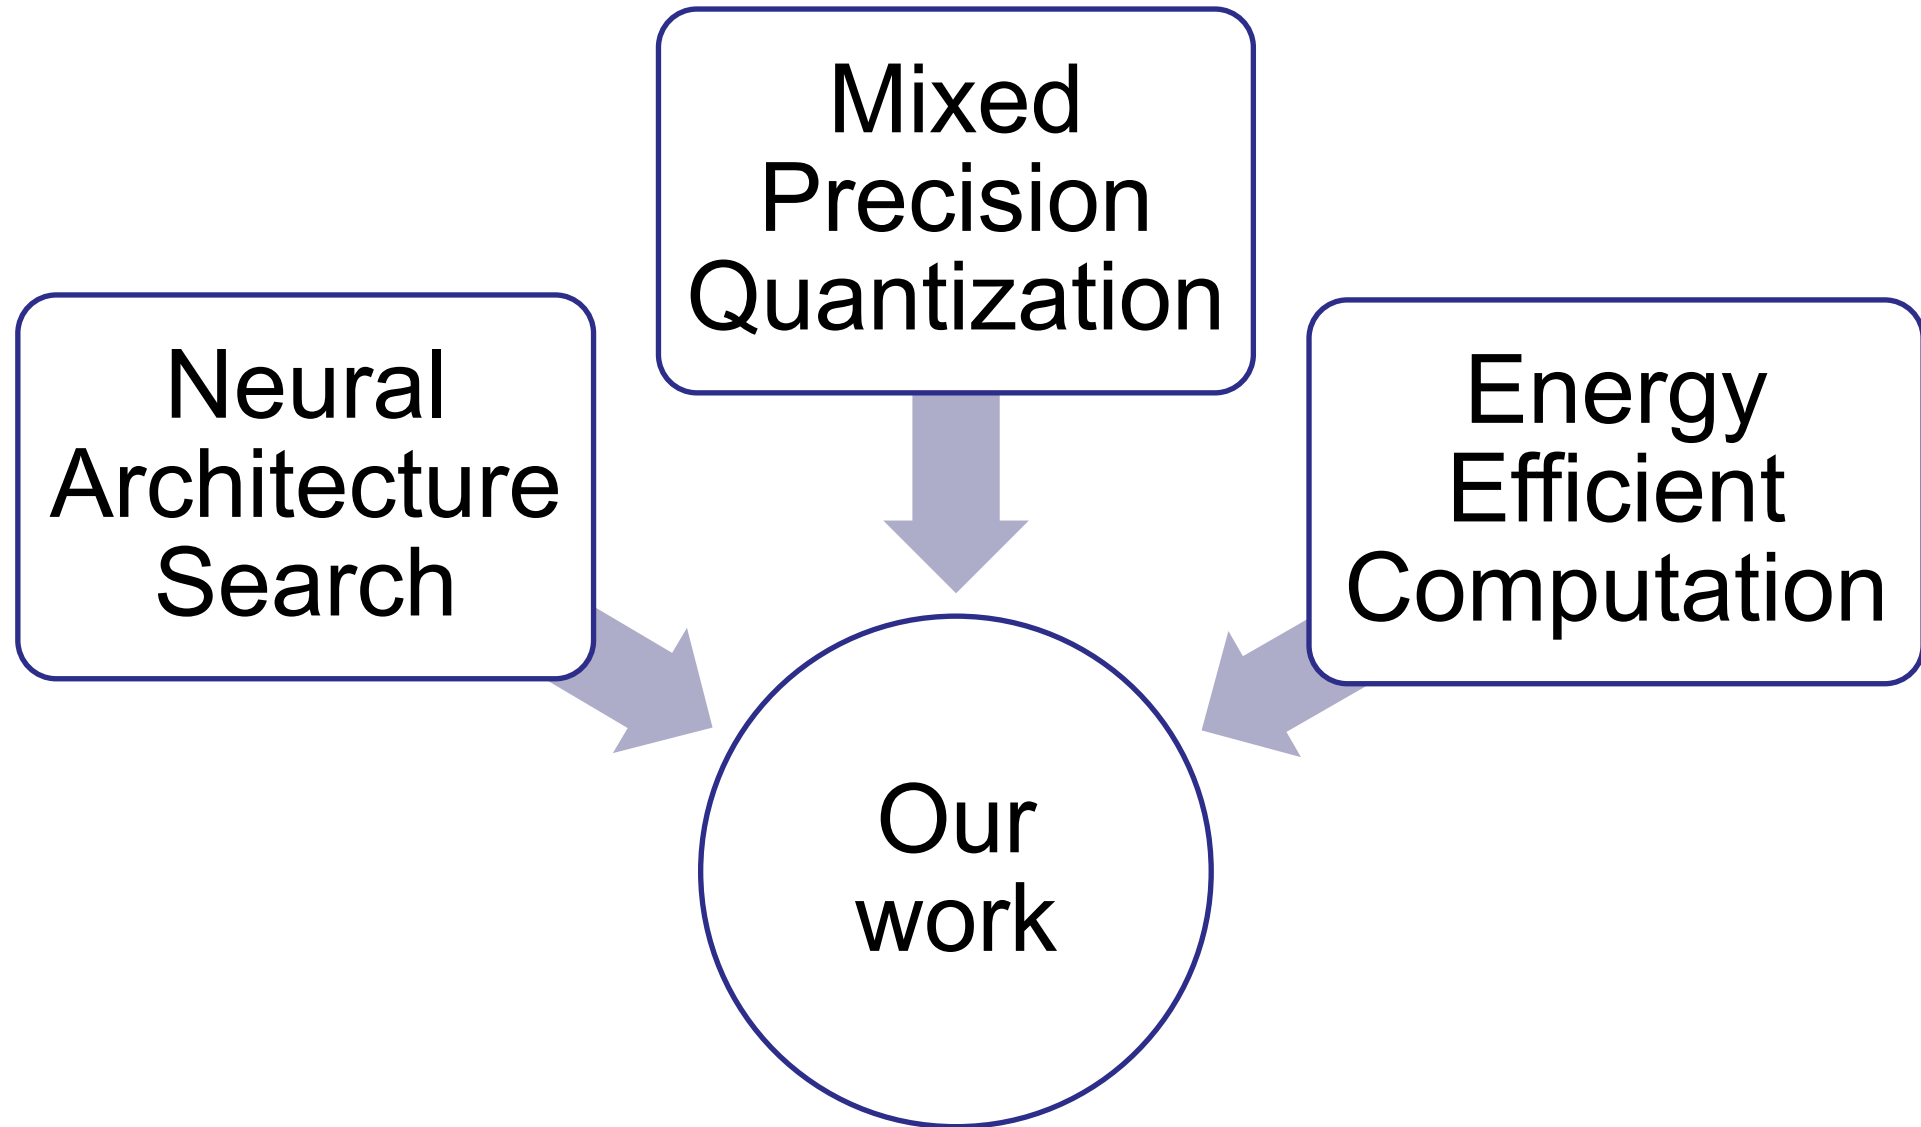 Mixed
Precision
Quantization
Neural
Architecture
Search
Energy
Efficient
Computation
Our
work